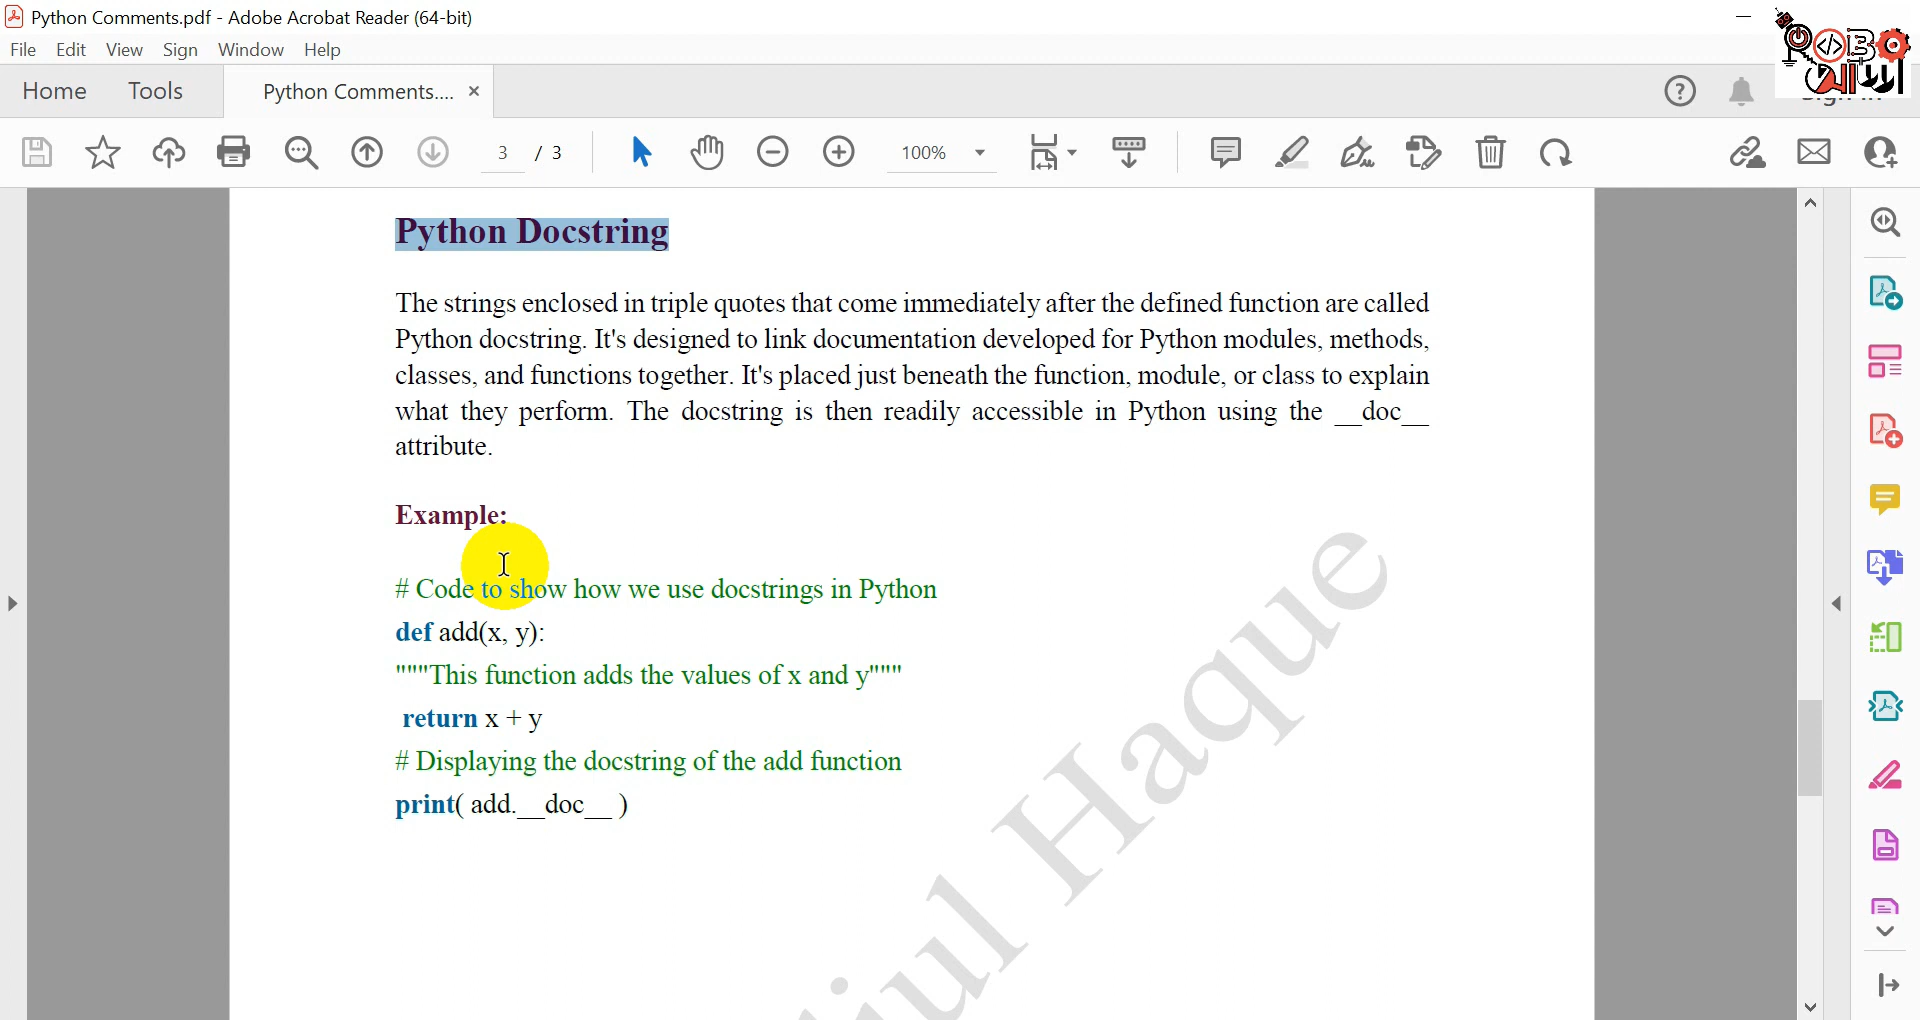 Python Comments.pdf - Adobe Acrobat Reader (64-bit)
File Edit View Sign Window Help
Home Tools Python Comments.... ×
3 / 3 100%
Python Docstring
The strings enclosed in triple quotes that come immediately after the defined function are called
Python docstring. It's designed to link documentation developed for Python modules, methods,
classes, and functions together. It's placed just beneath the function, module, or class to explain
what they perform. The docstring is then readily accessible in Python using the __doc__
attribute.
Example:
# Code to show how we use docstrings in Python
def add(x, y):
"""This function adds the values of x and y"""
return x + y
# Displaying the docstring of the add function
print( add.__doc__ )
iul Haque